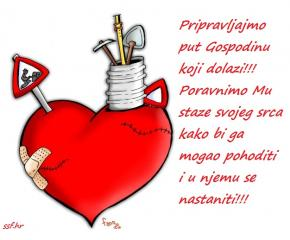 Pripravljajmo
put Gospodinu
koji dolazi!!!
Poravnimo Mu
staze svojeg srca
kako bi ga
mogao pohoditi
i u njemu se
nastaniti!!!
ssf.hr